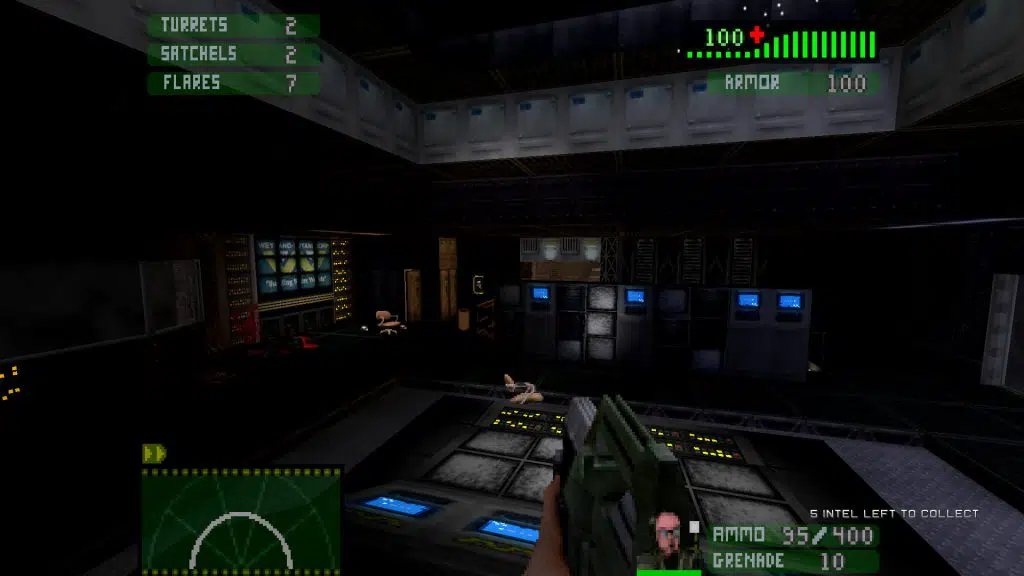 TURRETS 2
SATCHELS 2
FLARES 7
100
ARMOR 100
5 INTEL LEFT TO COLLECT
AMMO 95/400
GRENADE 10